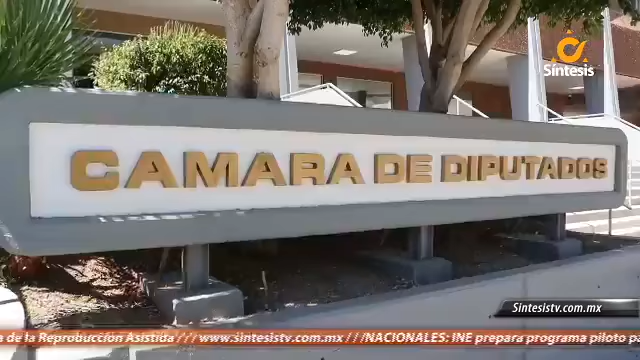 Síntesis
CAMARA DE DIPUTADOS
Sintesistv.com.mx
de la Reproducción Asistida /// www.sintesistv.com.mx / / /NACIONALES: INE prepara programa piloto